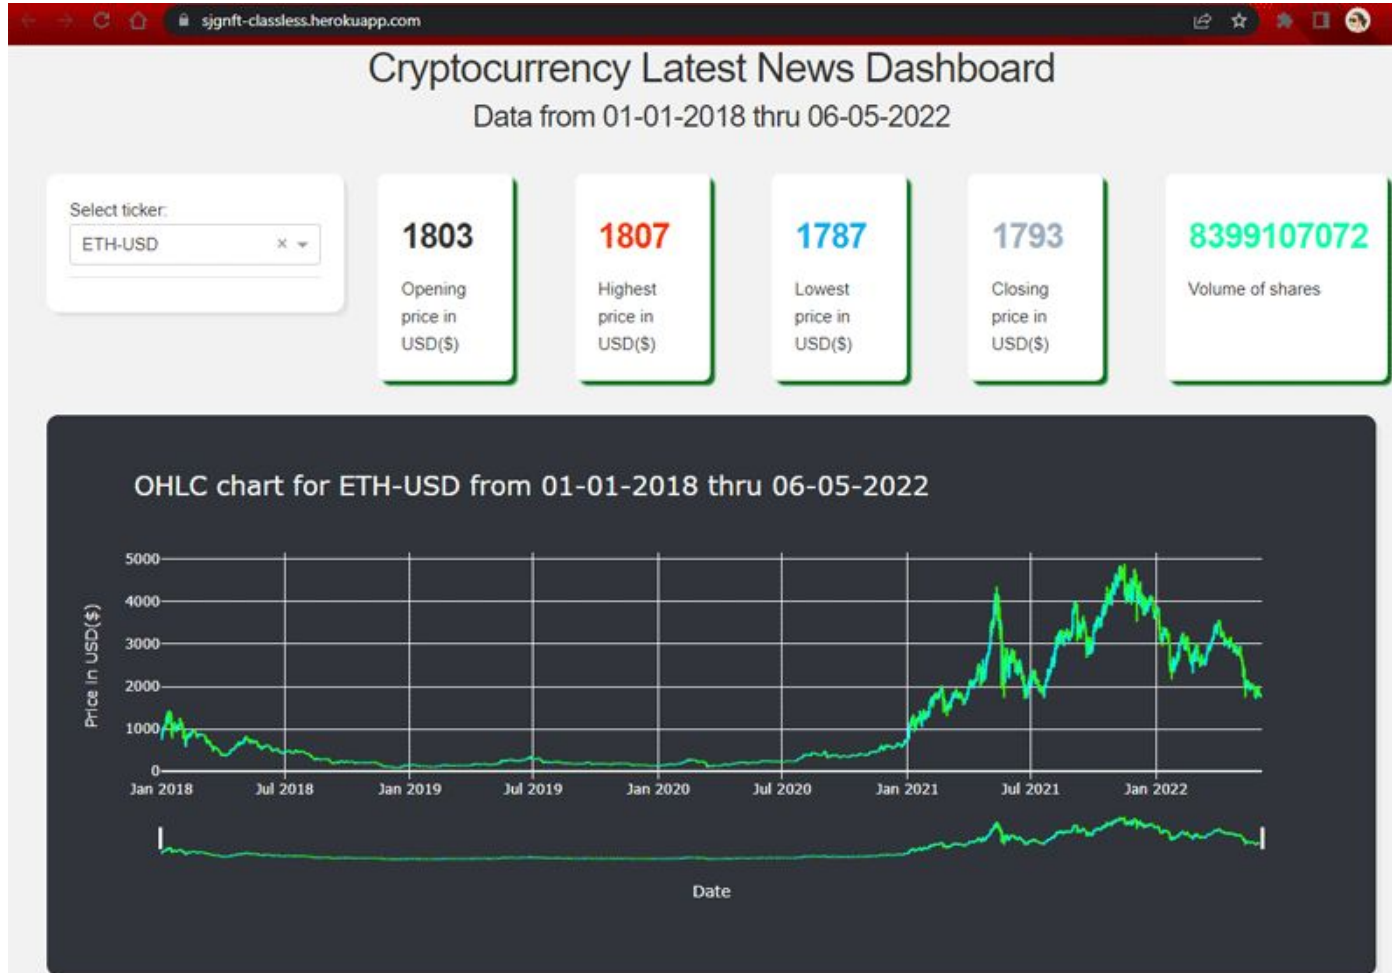 sjgnft-classless.herokuapp.com
Cryptocurrency Latest News Dashboard
Data from 01-01-2018 thru 06-05-2022
Select ticker:
ETH-USD
1803
Opening
price in
USD($)
1807
Highest
price in
USD($)
1787
Lowest
price in
USD($)
1793
Closing
price in
USD($)
8399107072
Volume of shares
OHLC chart for ETH-USD from 01-01-2018 thru 06-05-2022
Price in USD($)
5000
4000
3000
2000
1000
0
Jan 2018 Jul 2018 Jan 2019 Jul 2019 Jan 2020 Jul 2020 Jan 2021 Jul 2021 Jan 2022
Date